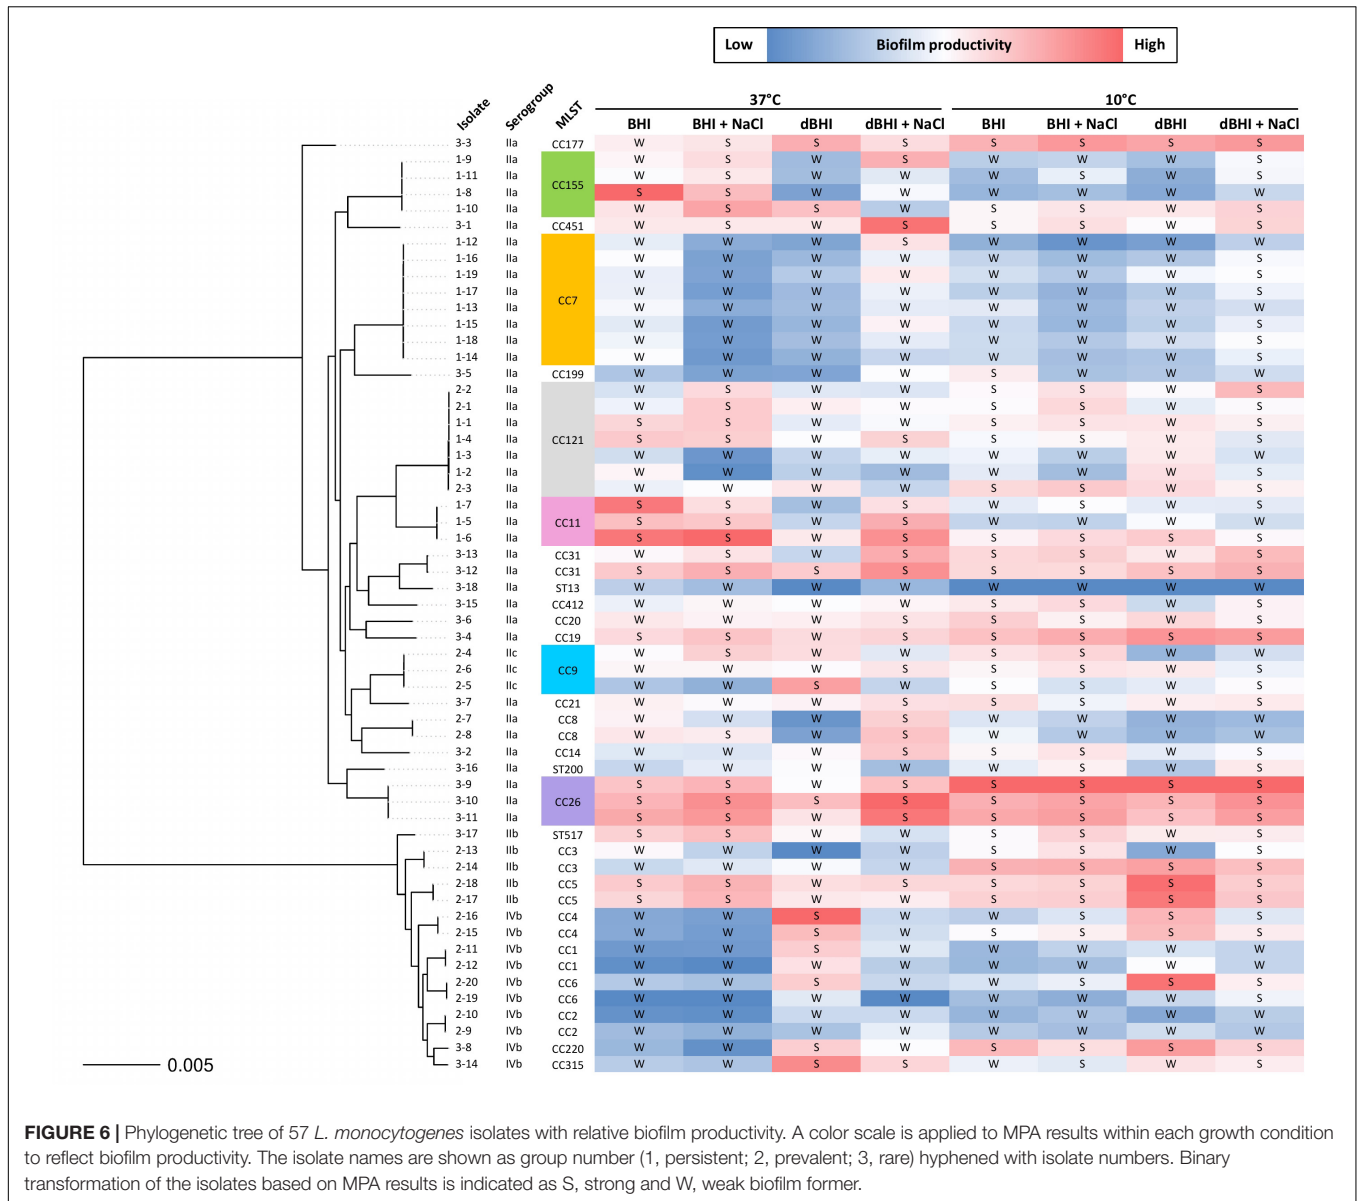 Low Biofilm productivity High
37°C 10°C
Isolate Serogroup MLST BHI BHI + NaCl dBHI dBHI + NaCl BHI BHI + NaCl dBHI dBHI + NaCl
3-3 IIa CC177 W S S S S S S S
1-9 IIa W S W S W W W S
1-11 IIa CC155 W S W W W S W S
1-8 IIa S S W W W W W W
1-10 IIa W S S W S S W S
3-1 IIa CC451 W S W S S S W S
1-12 IIa W W W S W W W W
1-16 IIa W W W W W W W S
1-19 IIa W W W W W W W S
1-17 IIa CC7 W W W W W W W S
1-13 IIa W W W W W W W W
1-15 IIa W W W W W W W S
1-18 IIa W W W W W W W S
1-14 IIa W W W W W W W S
3-5 IIa CC199 W W W W S W W W
2-2 IIa W S W W S S W S
2-1 IIa W S W W S S W S
1-1 IIa S S W W S S W S
1-4 IIa CC121 S S W S S S W S
1-3 IIa W W W W W W W W
1-2 IIa W W W W W W W S
2-3 IIa W W W W S S W S
1-7 IIa S S W S W S W S
1-5 IIa CC11 S S W S W W W W
1-6 IIa S S W S S S S S
3-13 IIa CC31 W S W S S S W S
3-12 IIa CC31 S S S S S S S S
3-18 IIa ST13 W W W W W W W W
3-15 IIa CC412 W W W W S S W S
3-6 IIa CC20 W W W S S S W S
3-4 IIa CC19 S S S S S S S S
2-4 IIc W S S W S S W W
2-6 IIc CC9 W W W S S S W S
2-5 IIc W W S W S S W S
3-7 IIa CC21 W W W S S S W S
2-7 IIa CC8 W W W S W W W W
2-8 IIa CC8 W S W S W W W W
3-2 IIa CC14 W W W S S S W S
3-16 IIa ST200 W W W W W S W S
3-9 IIa S S W S S S S S
3-10 IIa CC26 S S S S S S S S
3-11 IIa S S W S S S S S
3-17 IIb ST517 S S W W S S W S
2-13 IIb CC3 W W W W S S W S
2-14 IIb CC3 W W W W S S S S
2-18 IIb CC5 S S W S S S S S
2-17 IIb CC5 S S W W S S S S
2-16 IVb CC4 W W S W W S S S
2-15 IVb CC4 W W S W S S S S
2-11 IVb CC1 W W S W W W W W
2-12 IVb CC1 W W W W W W W W
2-20 IVb CC6 W W S W W S S S
2-19 IVb CC6 W W W W W W W S
2-10 IVb CC2 W W W W W W W W
2-9 IVb CC2 W W W W W W W W
3-8 IVb CC220 W W S W S S S S
3-14 IVb CC315 W W S S W S W S
0.005
FIGURE 6 | Phylogenetic tree of 57 L. monocytogenes isolates with relative biofilm productivity. A color scale is applied to MPA results within each growth condition
to reflect biofilm productivity. The isolate names are shown as group number (1, persistent; 2, prevalent; 3, rare) hyphened with isolate numbers. Binary
transformation of the isolates based on MPA results is indicated as S, strong and W, weak biofilm former.